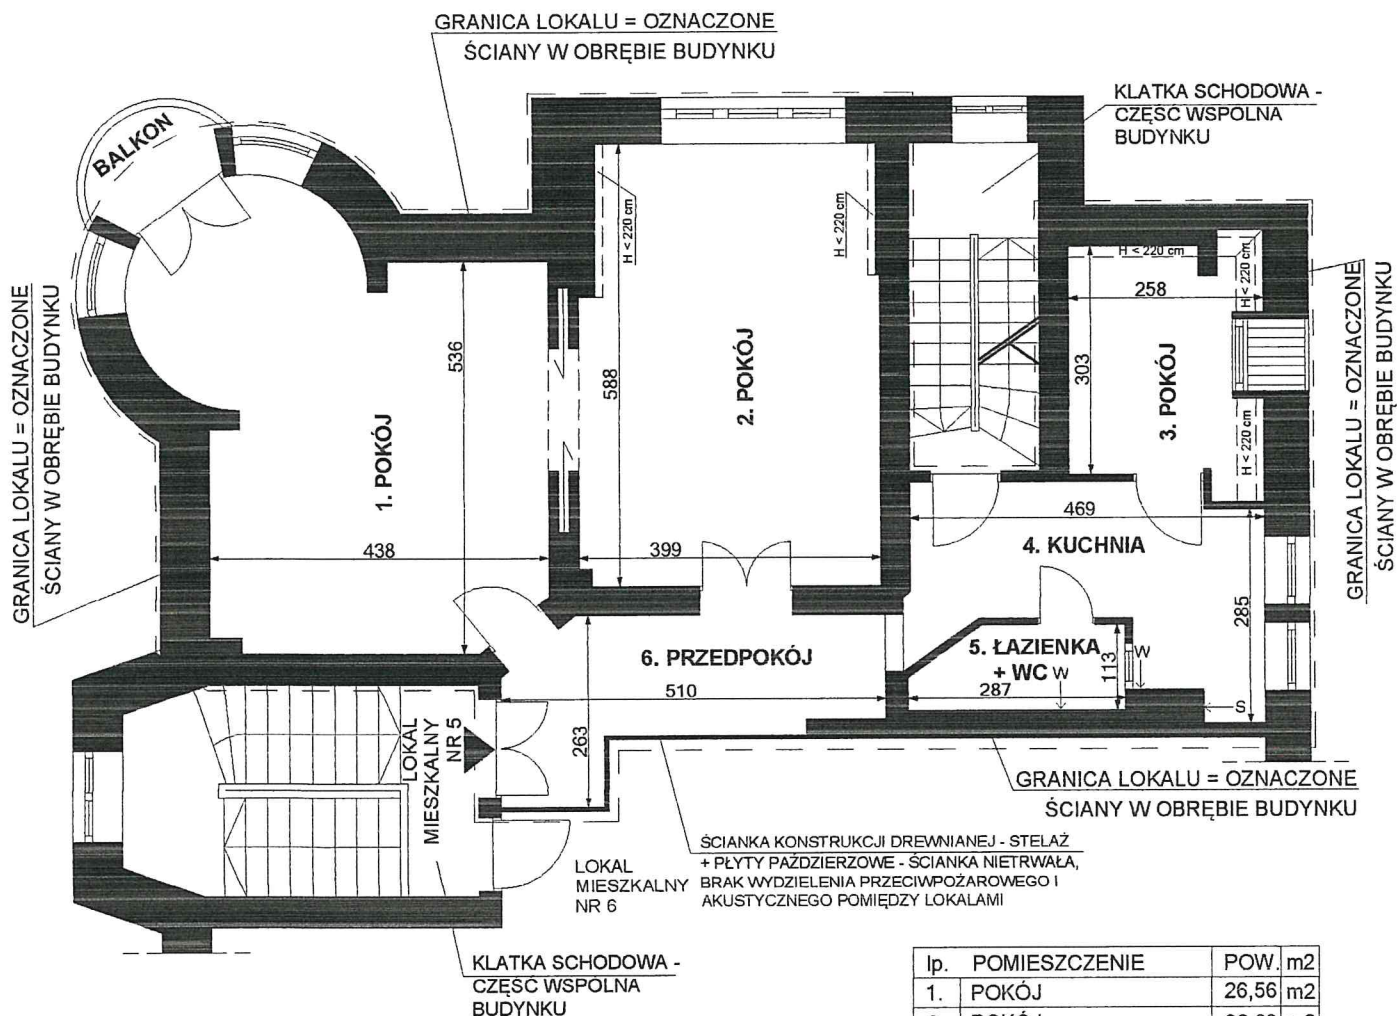 GRANICA LOKALU = OZNACZONE
ŚCIANY W OBRĘBIE BUDYNKU
KLATKA SCHODOWA -
CZĘŚĆ WSPOLNA
BUDYNKU
BALKON
H < 220 cm
H < 220 cm
H < 220 cm
H < 220 cm
258
GRANICA LOKALU = OZNACZONE
ŚCIANY W OBRĘBIE BUDYNKU
536
588
303
1. POKÓJ
2. POKÓJ
3. POKÓJ
H < 220 cm
GRANICA LOKALU = OZNACZONE
ŚCIANY W OBRĘBIE BUDYNKU
469
438
399
4. KUCHNIA
285
6. PRZEDPOKÓJ
5. ŁAZIENKA
+ WC
W
W
113
510
287
S
263
LOKAL
MIESZKALNY
NR 5
GRANICA LOKALU = OZNACZONE
ŚCIANY W OBRĘBIE BUDYNKU
ŚCIANKA KONSTRUKCJI DREWNIANEJ - STELAŻ
+ PŁYTY PAŹDZIERZOWE - ŚCIANKA NIETRWAŁA,
BRAK WYDZIELENIA PRZECIWPOŻAROWEGO I
AKUSTYCZNEGO POMIĘDZY LOKALAMI
LOKAL
MIESZKALNY
NR 6
KLATKA SCHODOWA -
CZĘŚĆ WSPOLNA
BUDYNKU
lp. POMIESZCZENIE POW. m2
1. POKÓJ 26,56 m2